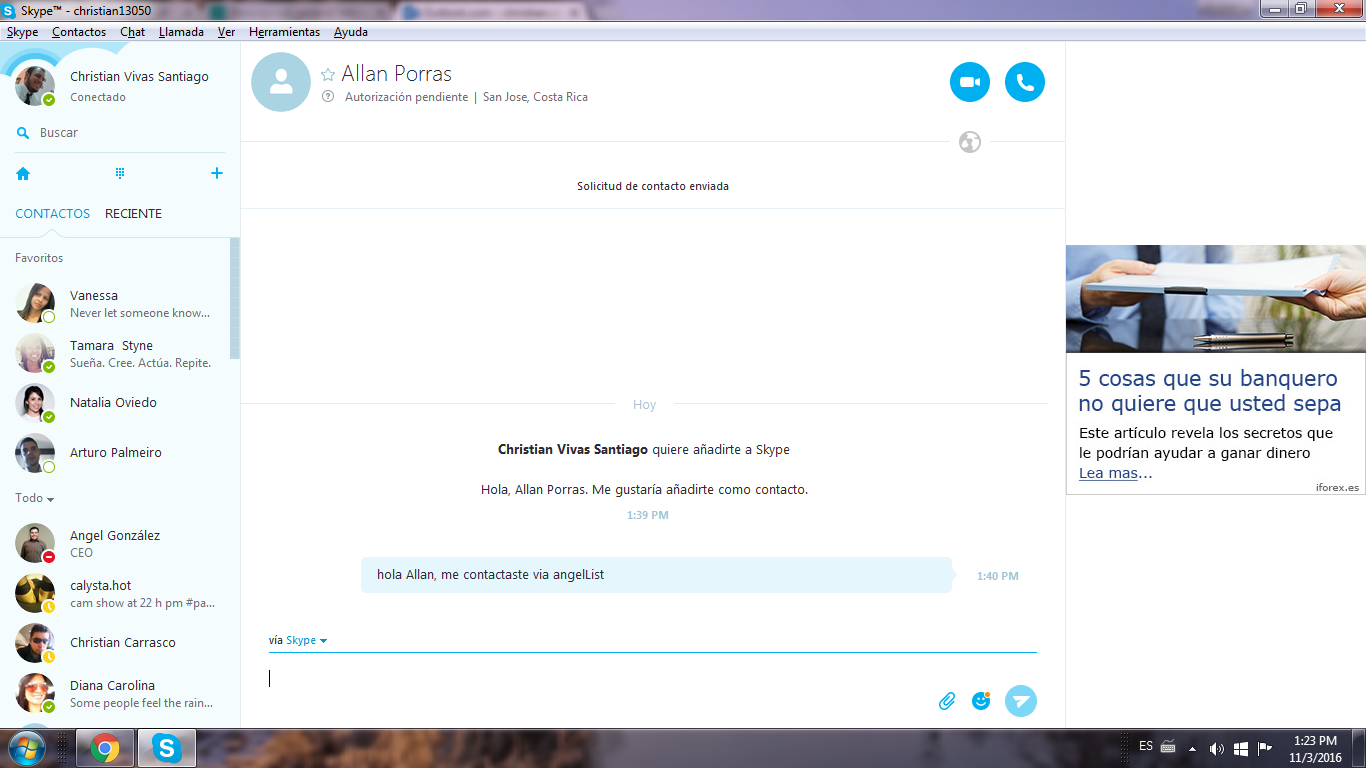 Skype™ - christian13050
Skype Contactos Chat Llamada Ver Herramientas Ayuda
Christian Vivas Santiago
Conectado
Buscar
CONTACTOS RECIENTE
Favoritos
Vanessa
Never let someone know...
Tamara Styne
Sueña. Cree. Actúa. Repite.
Natalia Oviedo
Arturo Palmeiro
Todo
Angel González
CEO
calysta.hot
cam show at 22 h pm #pa...
Christian Carrasco
Diana Carolina
Some people feel the rain...
Allan Porras
Autorización pendiente | San Jose, Costa Rica
Solicitud de contacto enviada
Hoy
Christian Vivas Santiago quiere añadirte a Skype
Hola, Allan Porras. Me gustaría añadirte como contacto.
1:39 PM
hola Allan, me contactaste via angelList
1:40 PM
vía Skype
5 cosas que su banquero
no quiere que usted sepa
Este artículo revela los secretos que
le podrían ayudar a ganar dinero
Lea mas...
iforex.es
ES
1:23 PM
11/3/2016